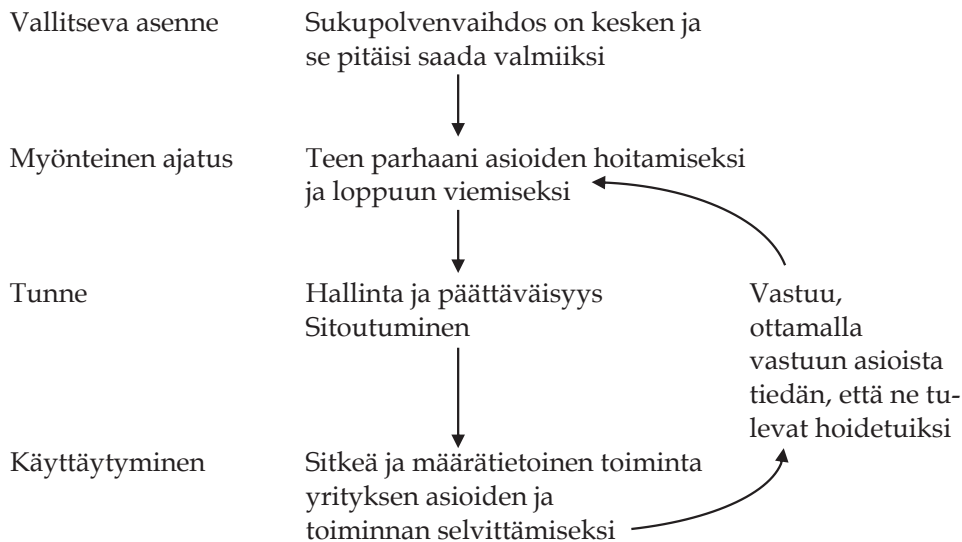 Vallitseva asenne
Sukupolvenvaihdos on kesken ja
se pitäisi saada valmiiksi
Myönteinen ajatus
Teen parhaani asioiden hoitamiseksi
ja loppuun viemiseksi
Tunne
Hallinta ja päättäväisyys
Sitoutuminen
Vastuu,
ottamalla
vastuun asioista
tiedän, että ne tu-
levat hoidetuiksi
Käyttäytyminen
Sitkeä ja määrätietoinen toiminta
yrityksen asioiden ja
toiminnan selvittämiseksi